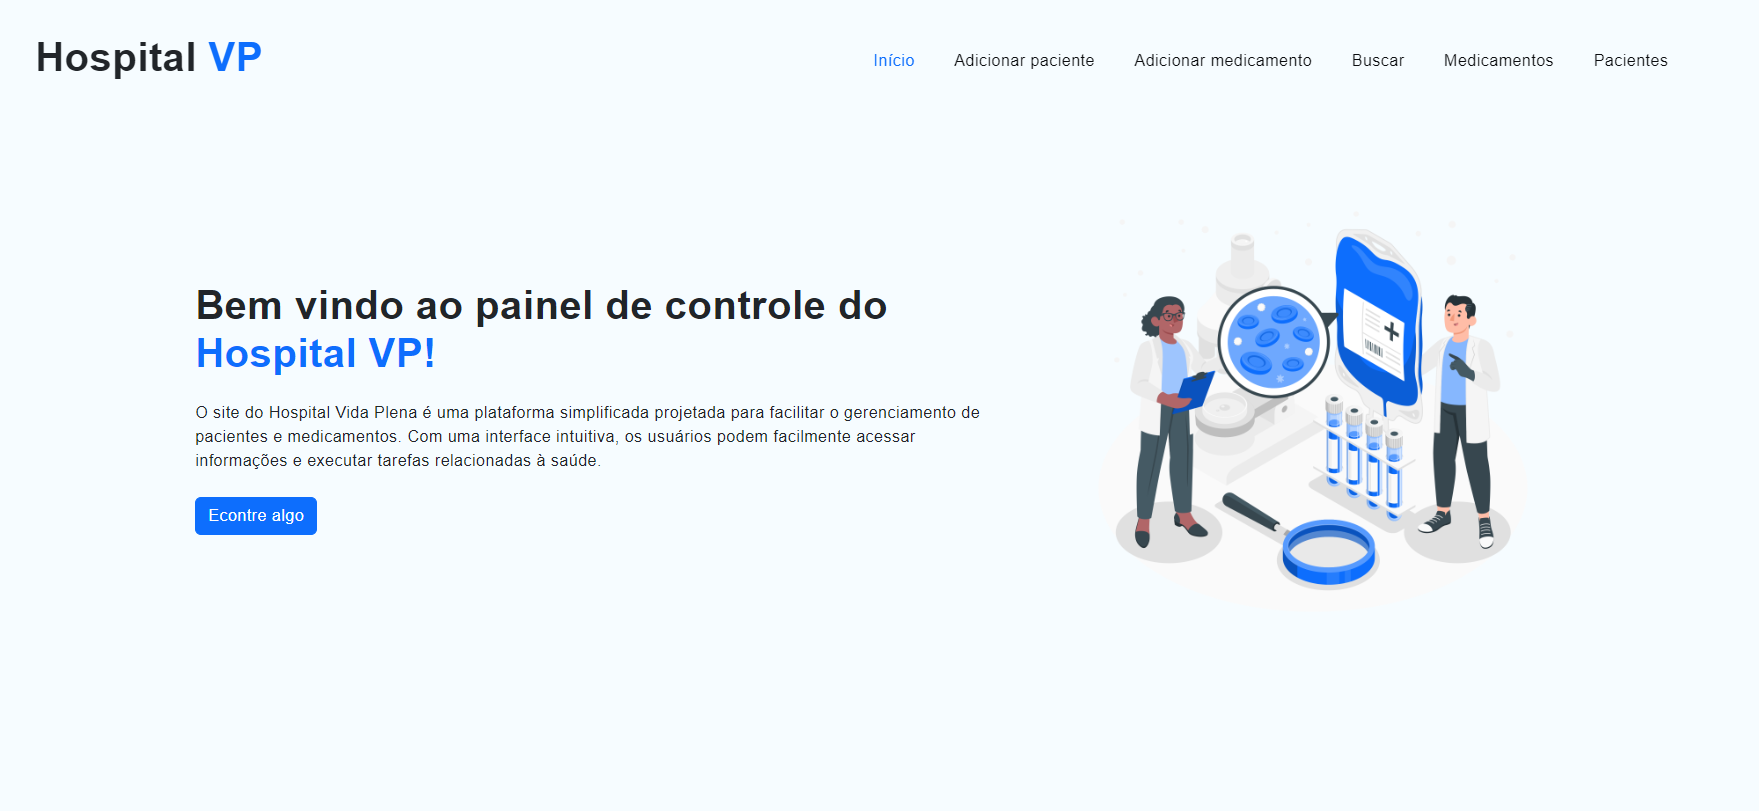 Hospital VP
Início Adicionar paciente Adicionar medicamento Buscar Medicamentos Pacientes
Bem vindo ao painel de controle do
Hospital VP!
O site do Hospital Vida Plena é uma plataforma simplificada projetada para facilitar o gerenciamento de
pacientes e medicamentos. Com uma interface intuitiva, os usuários podem facilmente acessar
informações e executar tarefas relacionadas à saúde.
Econtre algo